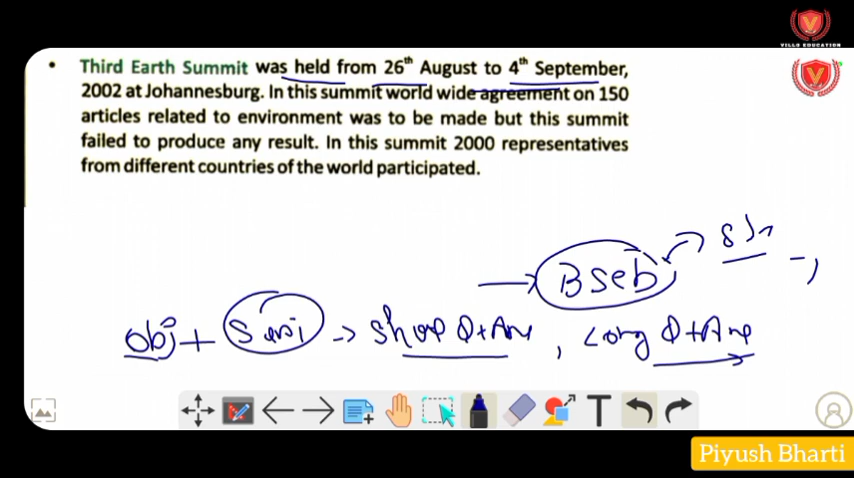 VILLO EDUCATION
• Third Earth Summit was held from 26th August to 4th September,
2002 at Johannesburg. In this summit world wide agreement on 150
articles related to environment was to be made but this summit
failed to produce any result. In this summit 2000 representatives
from different countries of the world participated.
Bseb
Obj + → Q + Ans, Long Q + Ans
T
Piyush Bharti